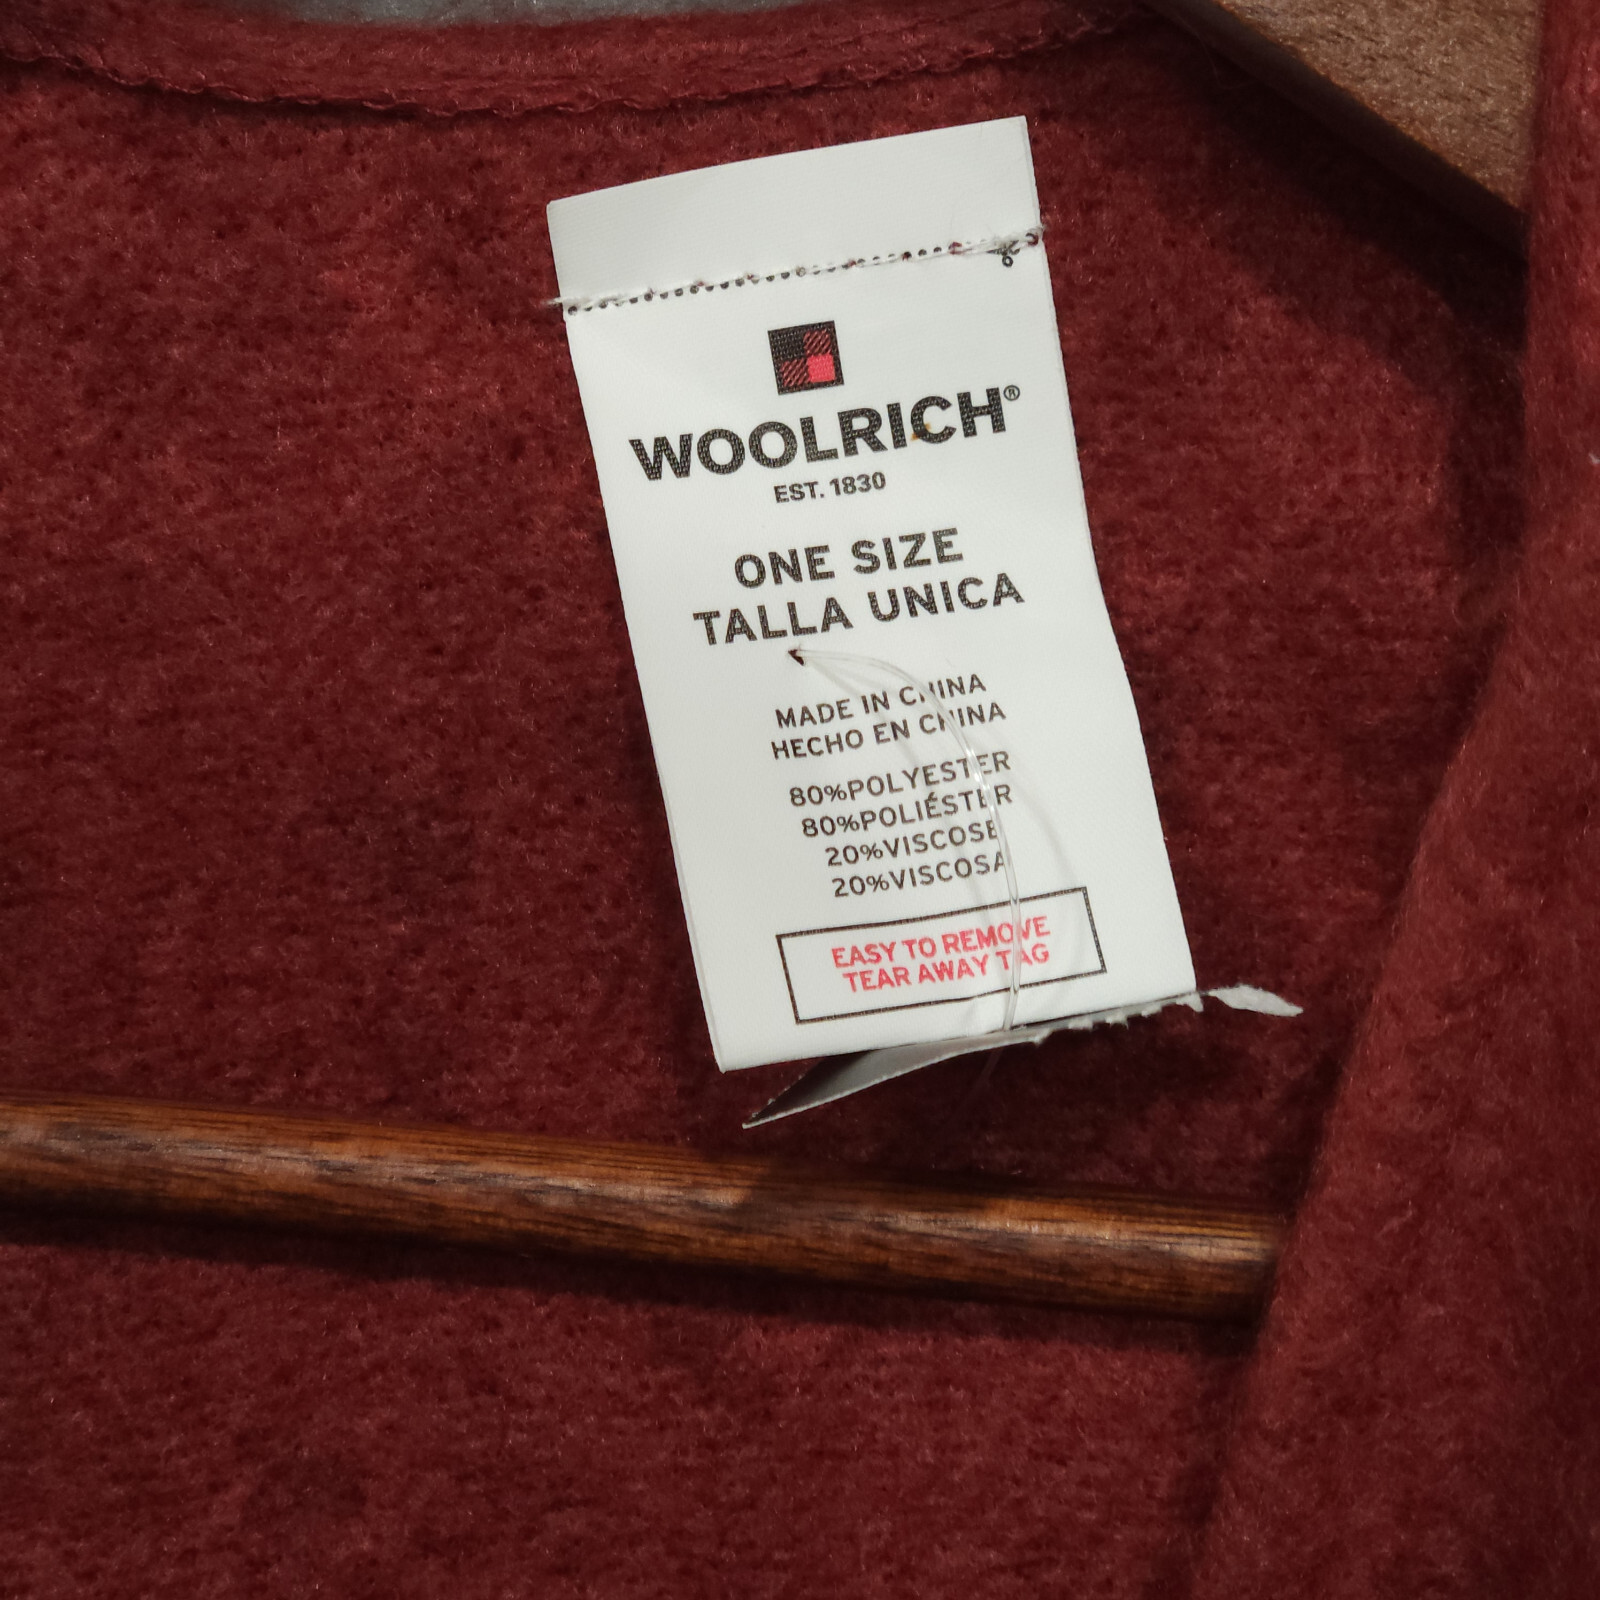 WOOLRICH®
EST. 1830
ONE SIZE
TALLA UNICA
MADE IN CHINA
HECHO EN CHINA
80%POLYESTER
80%POLIÉSTER
20%VISCOSE
20%VISCOSA
EASY TO REMOVE
TEAR AWAY TAG